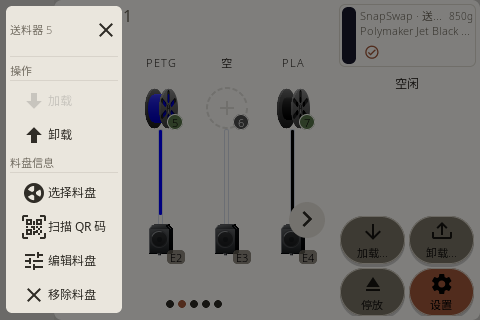 送料器 5
操作
加载
卸载
料盘信息
选择料盘
扫描 QR 码
编辑料盘
移除料盘
1
PETG
空
PLA
5
6
7
E2
E3
E4
SnapSwap · 送... 850g
Polymaker Jet Black ...
空闲
加载...
卸载...
停放
设置